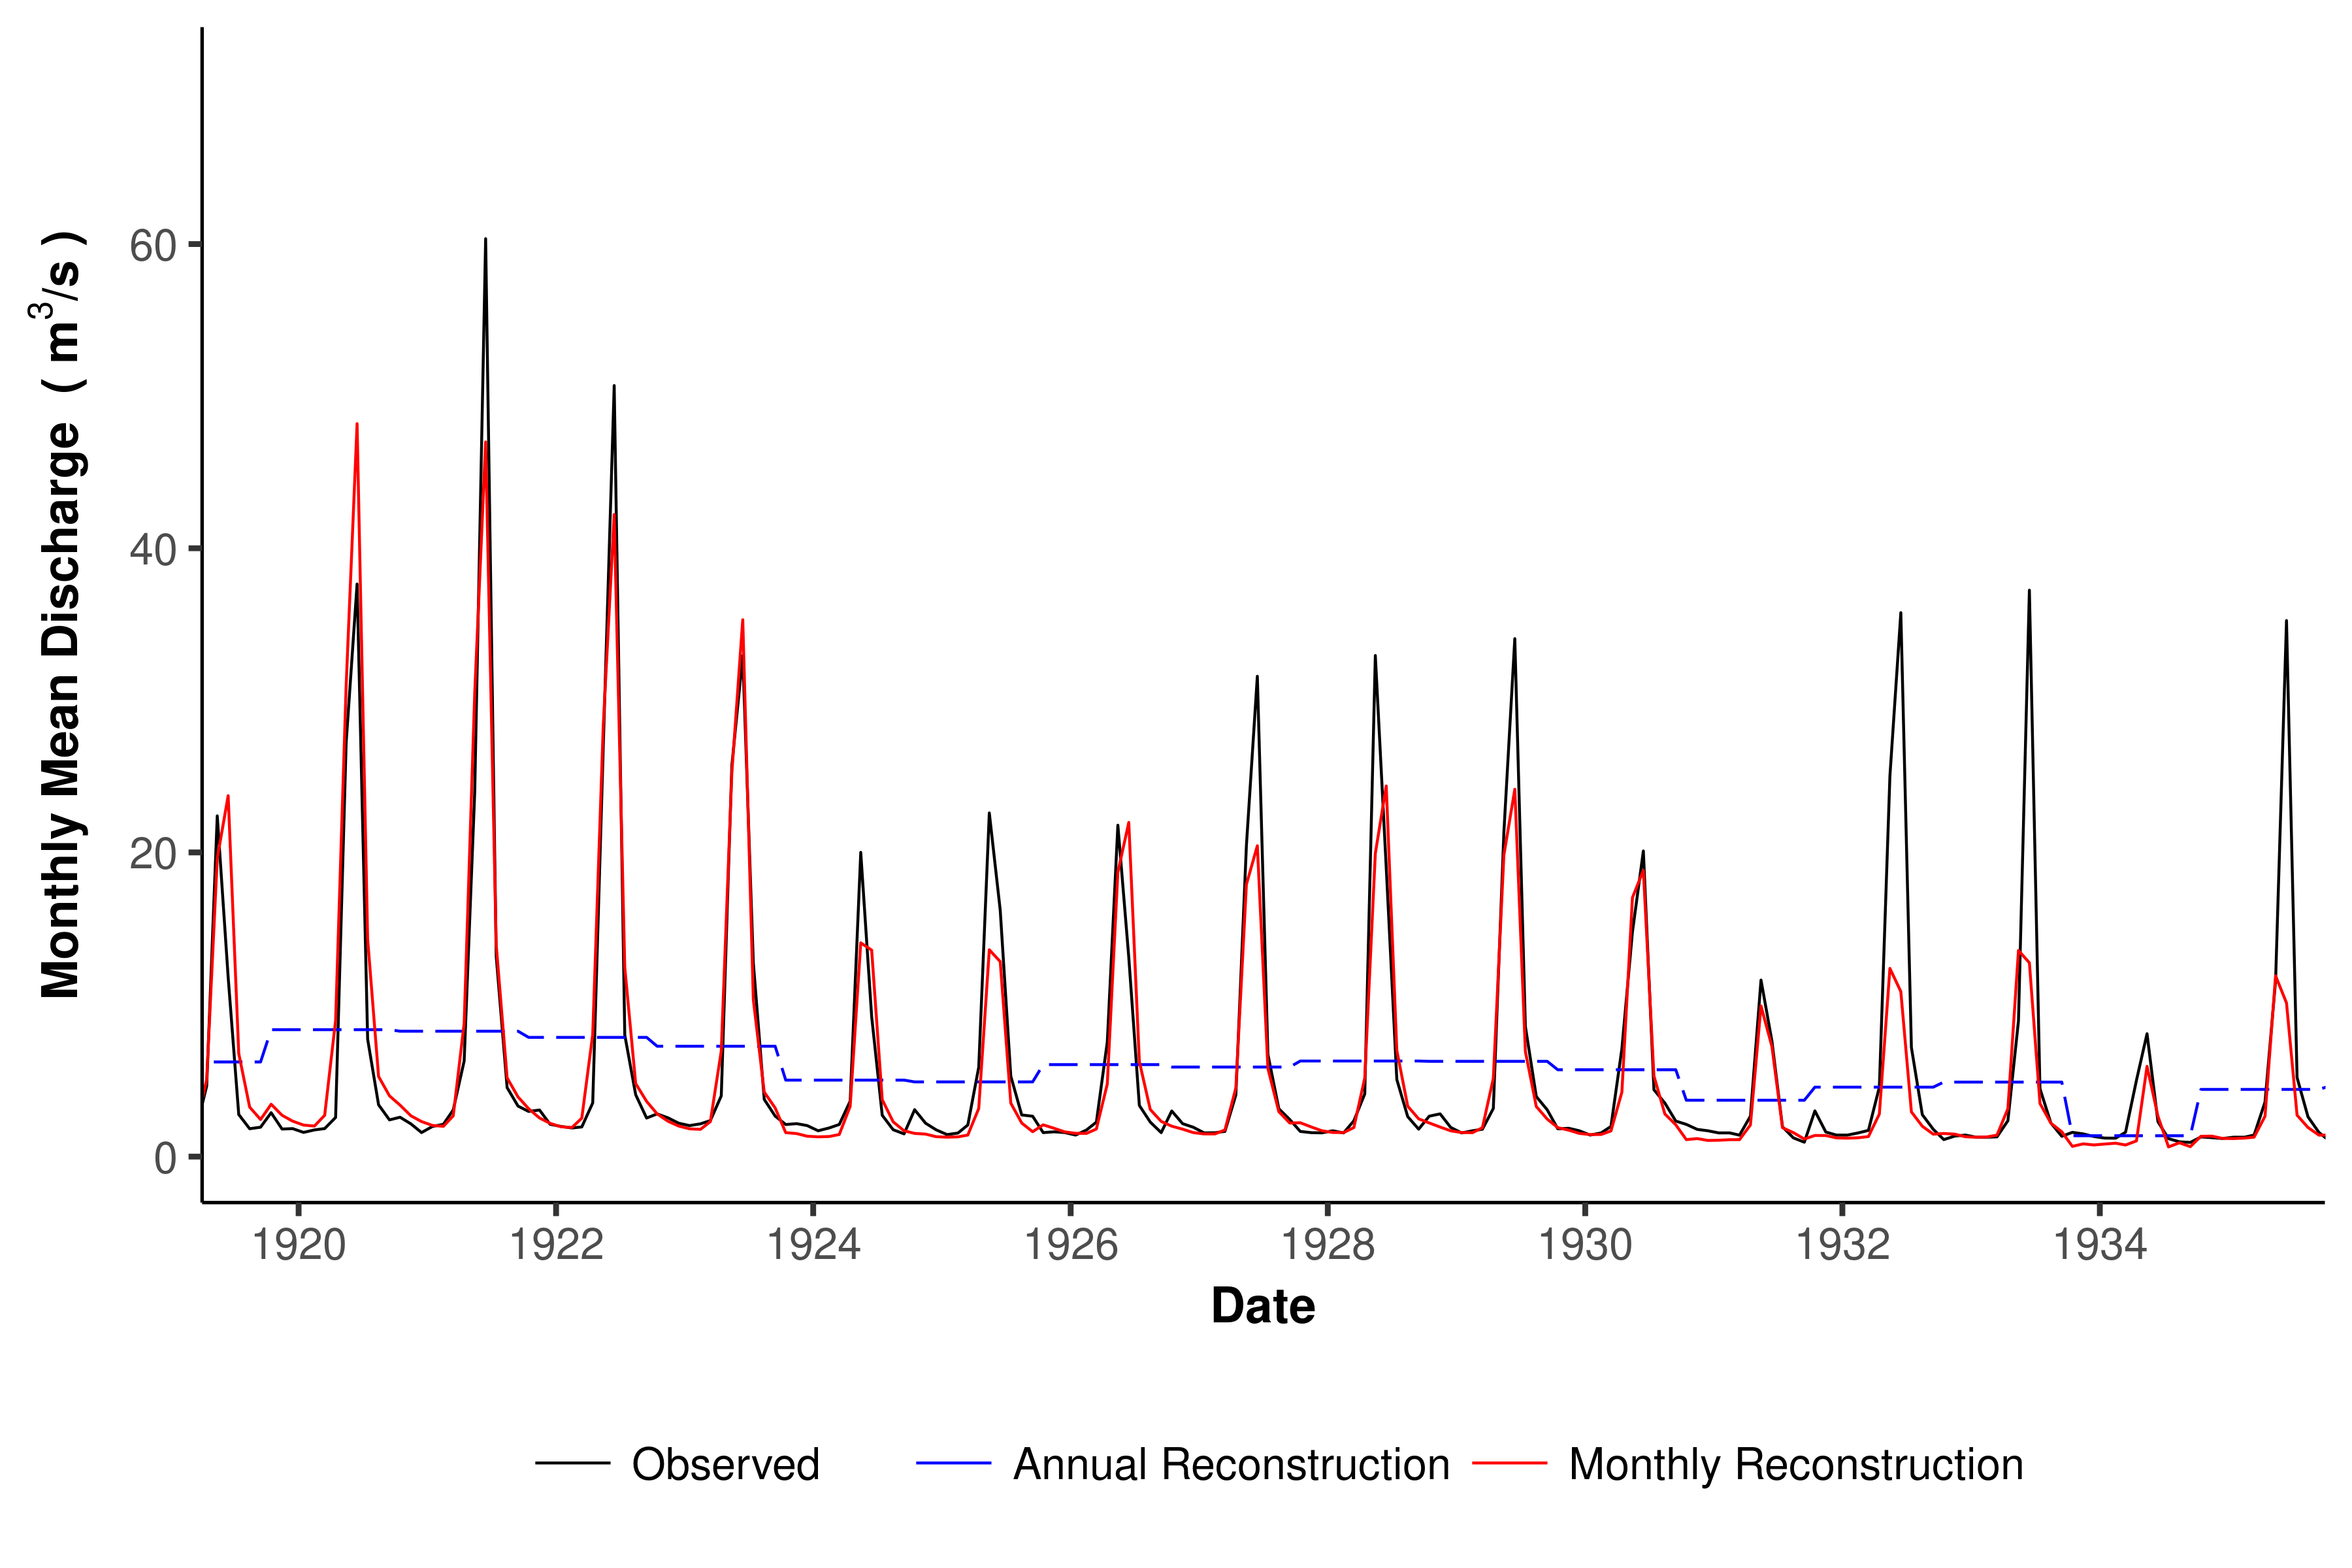 Monthly Mean Discharge ( m³/s )
60
40
20
0
1920 1922 1924 1926 1928 1930 1932 1934
Date
Observed Annual Reconstruction Monthly Reconstruction